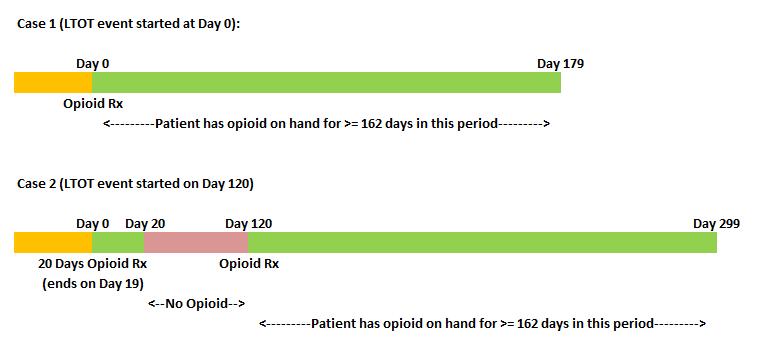 Case 1 (LTOT event started at Day 0):
Day 0 Day 179
Opioid Rx
<---------Patient has opioid on hand for >= 162 days in this period--------->
Case 2 (LTOT event started on Day 120)
Day 0 Day 20 Day 120 Day 299
20 Days Opioid Rx Opioid Rx
(ends on Day 19)
<--No Opioid-->
<---------Patient has opioid on hand for >= 162 days in this period--------->